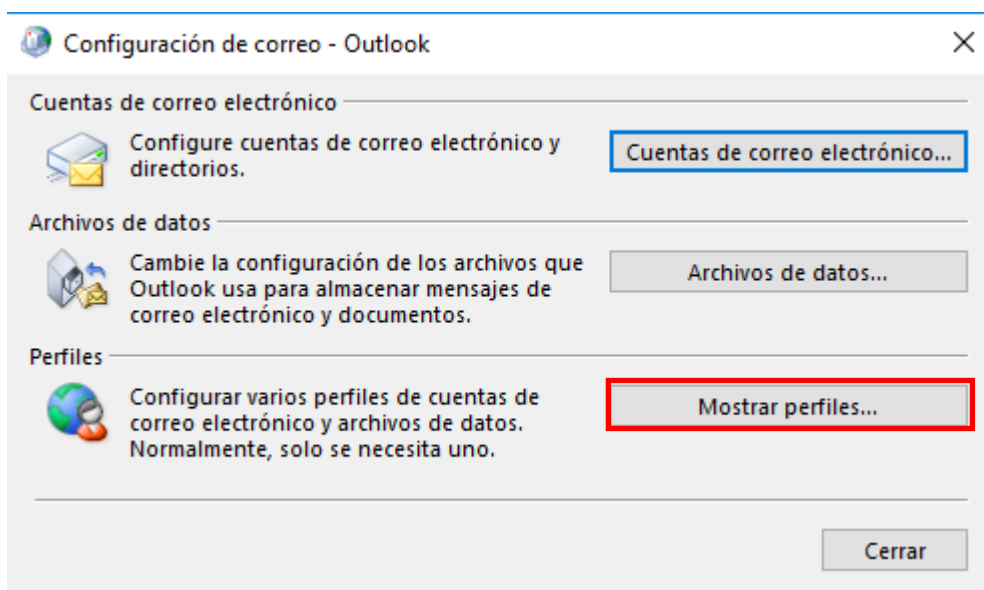 Configuración de correo - Outlook
Cuentas de correo electrónico
Configure cuentas de correo electrónico y
directorios.
Cuentas de correo electrónico...
Archivos de datos
Cambie la configuración de los archivos que
Outlook usa para almacenar mensajes de
correo electrónico y documentos.
Archivos de datos...
Perfiles
Configurar varios perfiles de cuentas de
correo electrónico y archivos de datos.
Normalmente, solo se necesita uno.
Mostrar perfiles...
Cerrar